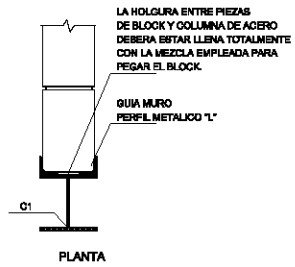 LA HOLGURA ENTRE PIEZAS
DE BLOCK Y COLUMNA DE ACERO
DEBERA ESTAR LLENA TOTALMENTE
CON LA MEZCLA EMPLEADA PARA
PEGAR EL BLOCK.
GUIA MURO
PERFIL METALICO "L"
C1
PLANTA